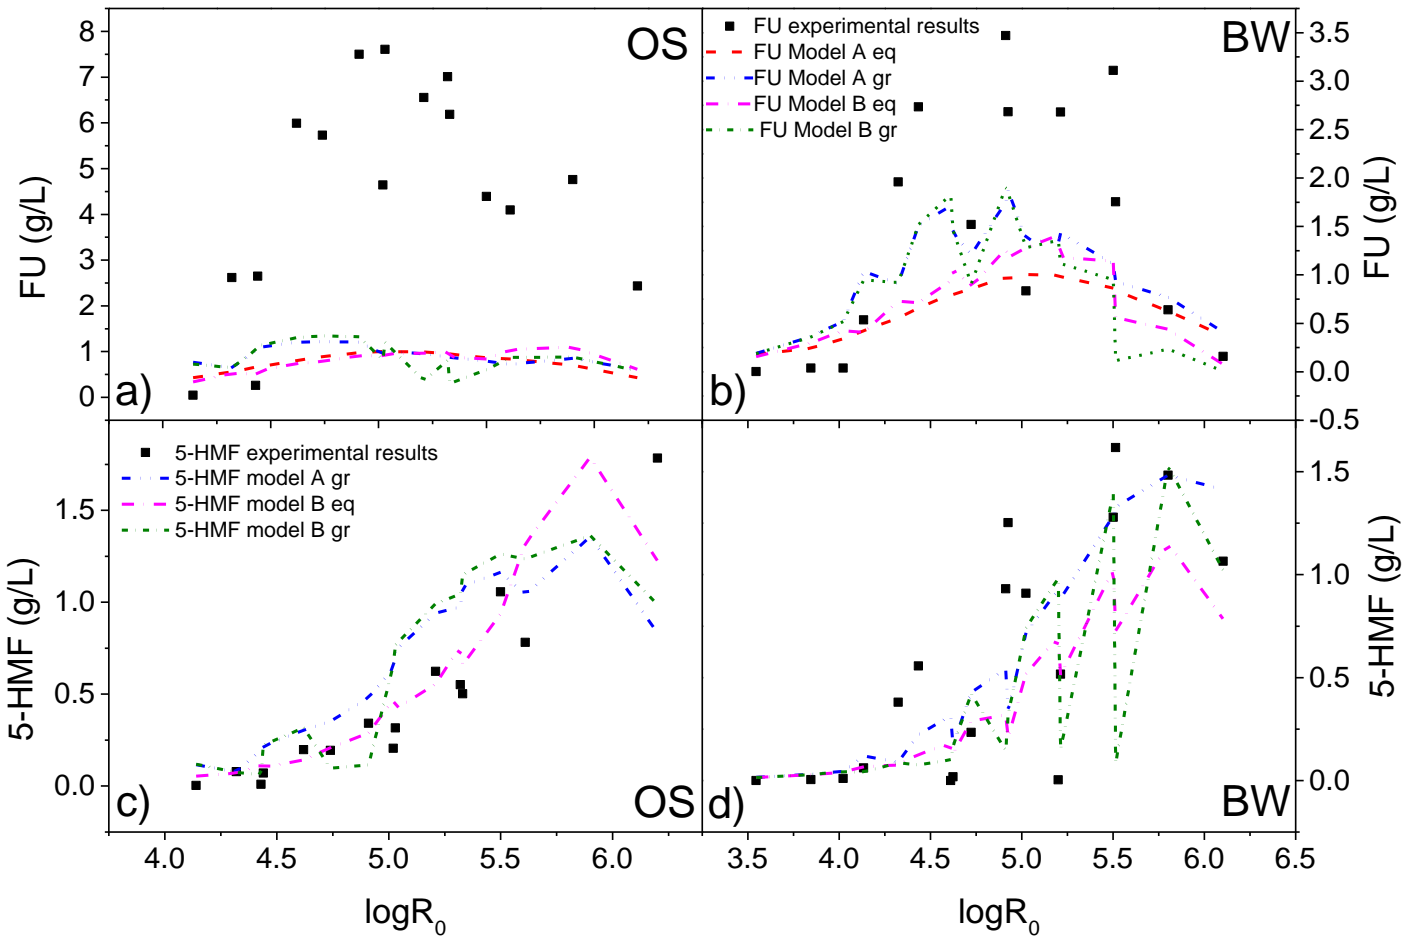 8
7
6
5
4
3
2
1
0
FU (g/L)
OS
a)
FU experimental results
FU Model A eq
FU Model A gr
FU Model B eq
FU Model B gr
BW
b)
3.5
3.0
2.5
2.0
1.5
1.0
0.5
0.0
-0.5
FU (g/L)
5-HMF experimental results
5-HMF model A gr
5-HMF model B eq
5-HMF model B gr
1.5
1.0
0.5
0.0
5-HMF (g/L)
c)
OS
4.0 4.5 5.0 5.5 6.0
logR0
d)
BW
1.5
1.0
0.5
0.0
5-HMF (g/L)
3.5 4.0 4.5 5.0 5.5 6.0 6.5
logR0